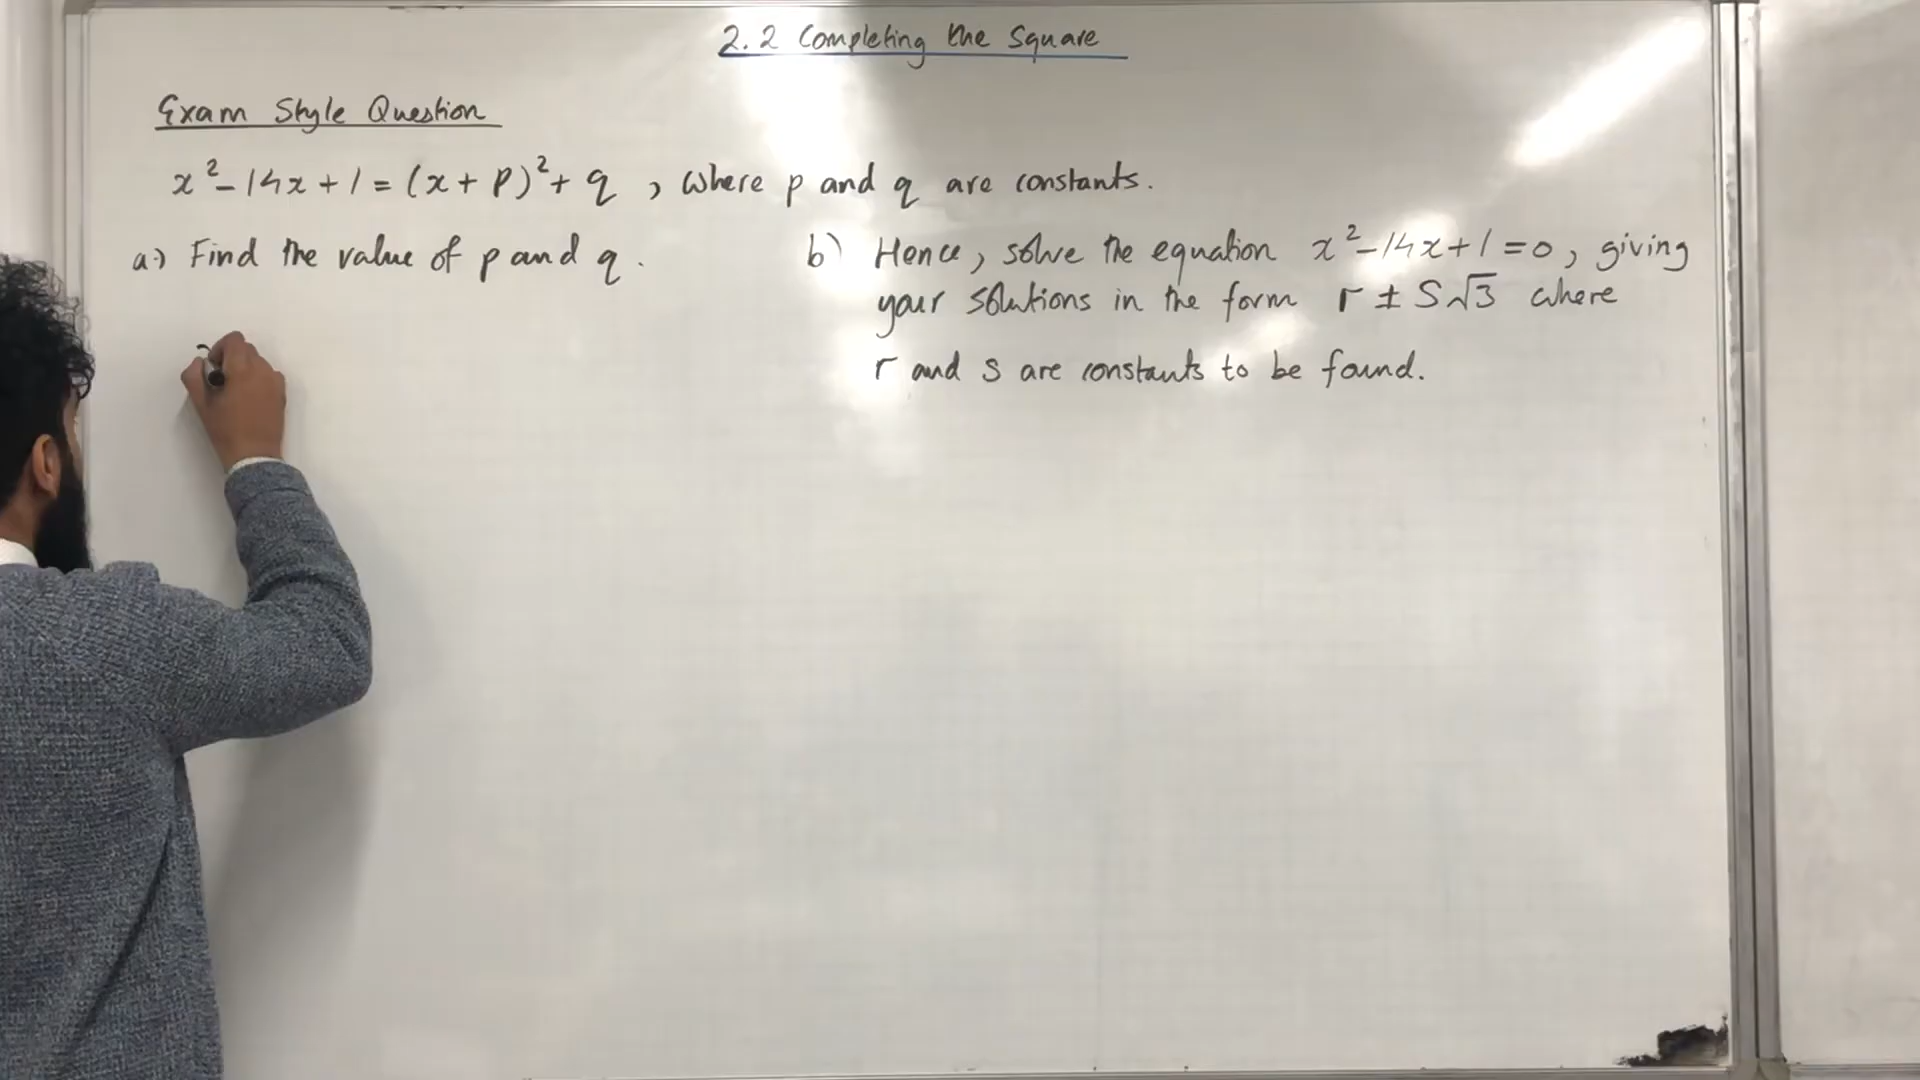 2.2 Completing the Square
Exam Style Question
x² - 14x + 1 = (x + p)² + q , where p and q are constants.
a) Find the value of p and q.
b) Hence, solve the equation x² - 14x + 1 = 0, giving
your solutions in the form r ± S√3 where
r and s are constants to be found.